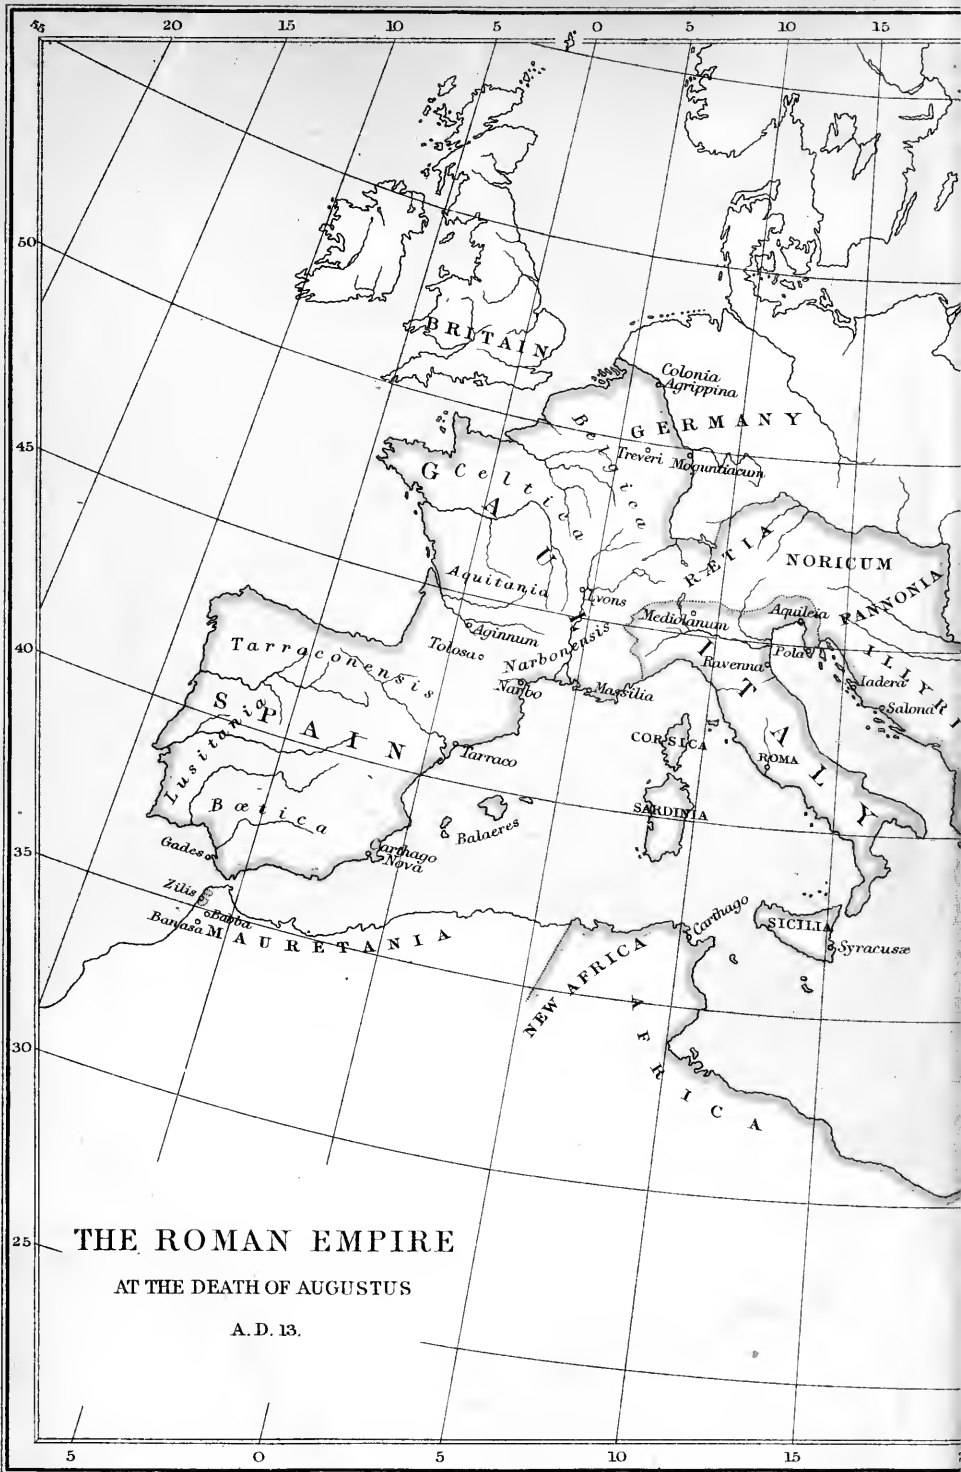 55 20 15 10 5 0 5 10 15
50
45
40
35
30
25
BRITAIN
Colonia
Agrippina
GERMANY
Treveri Moguntiacum
Belgica
GAUL
Celtica
Aquitania
Lyons
RÆTIA
NORICUM
PANNONIA
ILLYRI
Mediolanum
Aquileia
Pola
Iadera
Salona
Aginnum
Tolosa
Narbonensis
Narbo
Massilia
Ravenna
ITALY
ROMA
CORSICA
SARDINIA
Tarraconensis
SPAIN
Lusitania
Bætica
Tarraco
Balaeres
Carthago
Nova
Gades
Zilis
Babba
Banasa
MAURETANIA
NEW AFRICA
AFRICA
Carthago
SICILIA
Syracusæ
THE ROMAN EMPIRE
AT THE DEATH OF AUGUSTUS
A.D. 13.
5 0 5 10 15